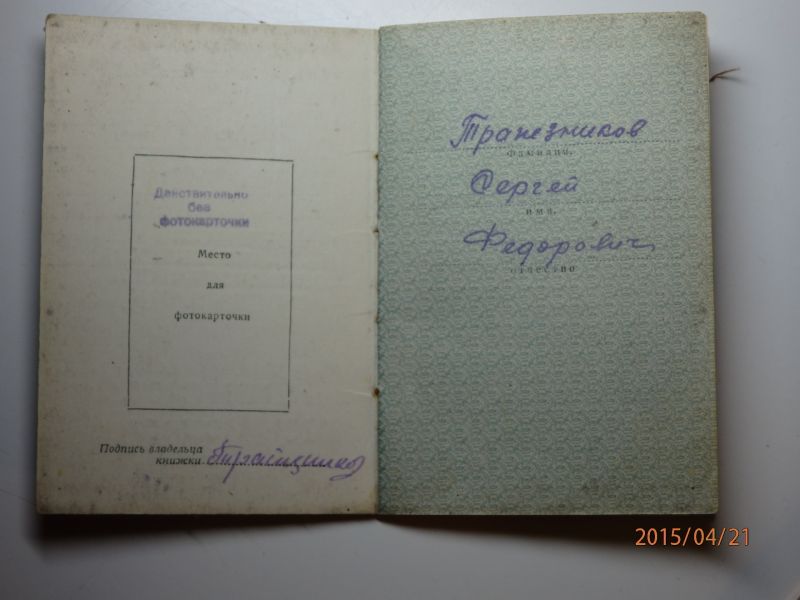 Действительно
без
фотокарточки
Место
для
фотокарточки
Подпись владельца
книжки
Трапезников
фамилия,
Сергей
имя,
Федорович
отчество
2015/04/21